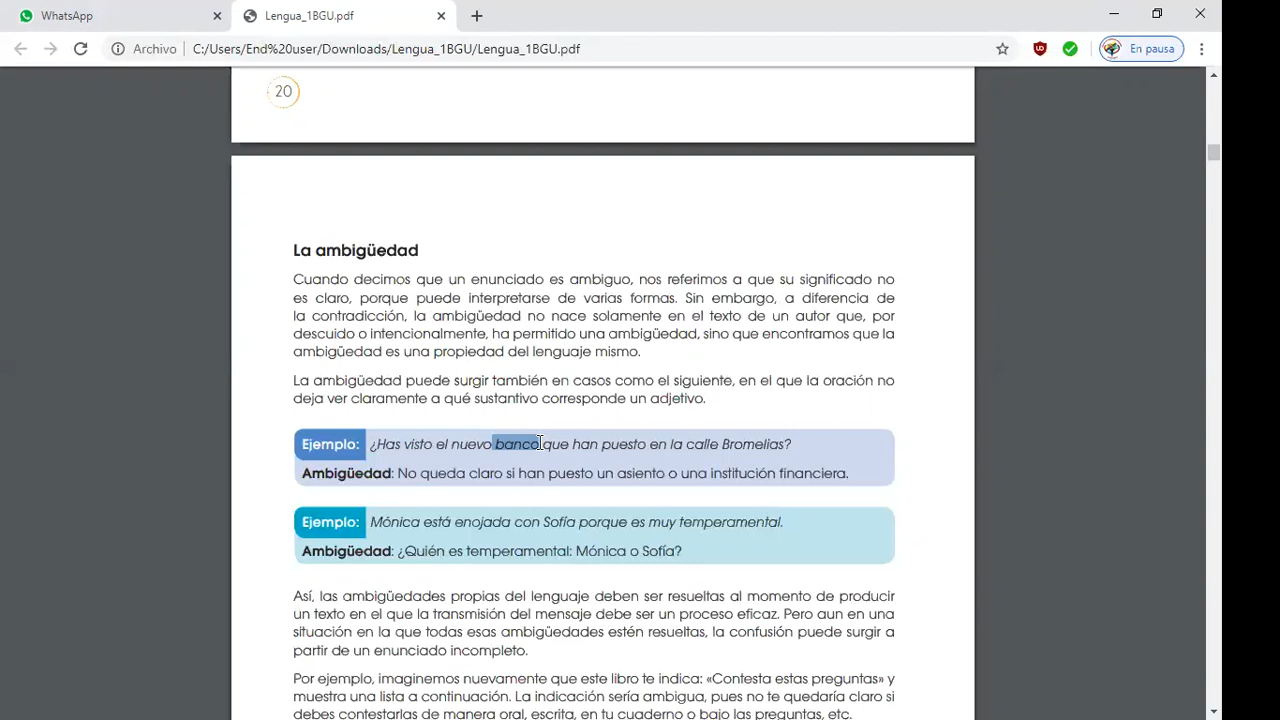 WhatsApp
Lengua_1BGU.pdf
Archivo
C:/Users/End%20user/Downloads/Lengua_1BGU/Lengua_1BGU.pdf
En pausa
20
La ambigüedad
Cuando decimos que un enunciado es ambiguo, nos referimos a que su significado no
es claro, porque puede interpretarse de varias formas. Sin embargo, a diferencia de
la contradicción, la ambigüedad no nace solamente en el texto de un autor que, por
descuido o intencionalmente, ha permitido una ambigüedad, sino que encontramos que la
ambigüedad es una propiedad del lenguaje mismo.
La ambigüedad puede surgir también en casos como el siguiente, en el que la oración no
deja ver claramente a qué sustantivo corresponde un adjetivo.
Ejemplo: ¿Has visto el nuevo banco que han puesto en la calle Bromelias?
Ambigüedad: No queda claro si han puesto un asiento o una institución financiera.
Ejemplo: Mónica está enojada con Sofía porque es muy temperamental.
Ambigüedad: ¿Quién es temperamental: Mónica o Sofía?
Así, las ambigüedades propias del lenguaje deben ser resueltas al momento de producir
un texto en el que la transmisión del mensaje debe ser un proceso eficaz. Pero aun en una
situación en la que todas esas ambigüedades estén resueltas, la confusión puede surgir a
partir de un enunciado incompleto.
Por ejemplo, imaginemos nuevamente que este libro te indica: «Contesta estas preguntas» y
muestra una lista a continuación. La indicación sería ambigua, pues no te quedaría claro si
debes contestarlas de manera oral, escrita, en tu cuaderno o bajo las preguntas, etc.